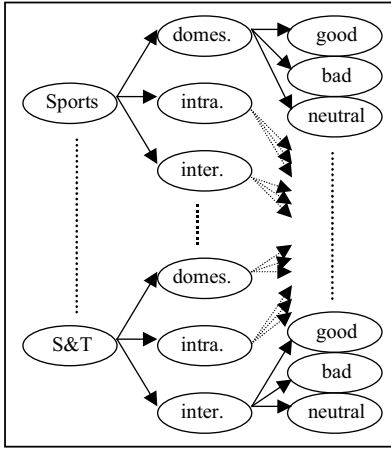 domes.
good
bad
Sports
intra.
neutral
inter.
domes.
S&T
intra.
good
bad
inter.
neutral